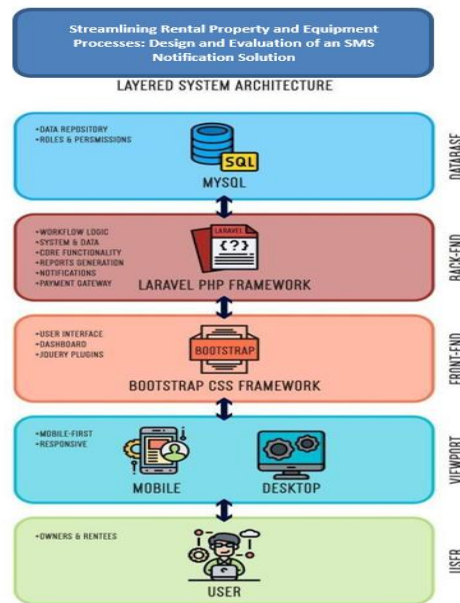 Streamlining Rental Property and Equipment
Processes: Design and Evaluation of an SMS
Notification Solution
LAYERED SYSTEM ARCHITECTURE
•DATA REPOSITORY
•ROLES & PERSMISSIONS
SQL
MYSQL
DATABASE
•WORKFLOW LOGIC
•SYSTEM & DATA
•CORE FUNCTIONALITY
•REPORTS GENERATION
•NOTIFICATIONS
•PAYMENT GATEWAY
LARAVEL
{?}
LARAVEL PHP FRAMEWORK
BACK-END
•USER INTERFACE
•DASHBOARD
•JQUERY PLUGINS
BOOTSTRAP
BOOTSTRAP CSS FRAMEWORK
FRONT-END
•MOBILE-FIRST
•RESPONSIVE
MOBILE
DESKTOP
VIEWPORT
•OWNERS & RENTEES
USER
USER